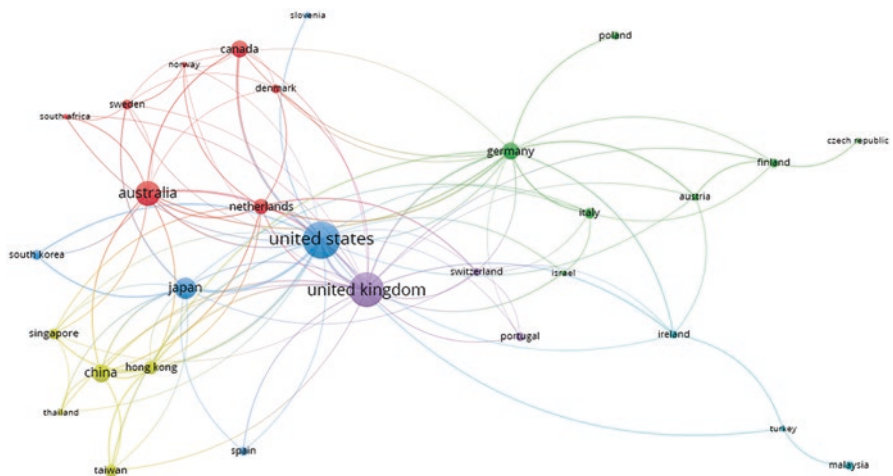 slovenia
poland
canada
norway
denmark
sweden
south africa
czech republic
germany
finland
australia
austria
netherlands
italy
united states
south korea
switzerland
israel
japan
united kingdom
singapore
portugal
ireland
hong kong
china
thailand
turkey
spain
malaysia
taiwan